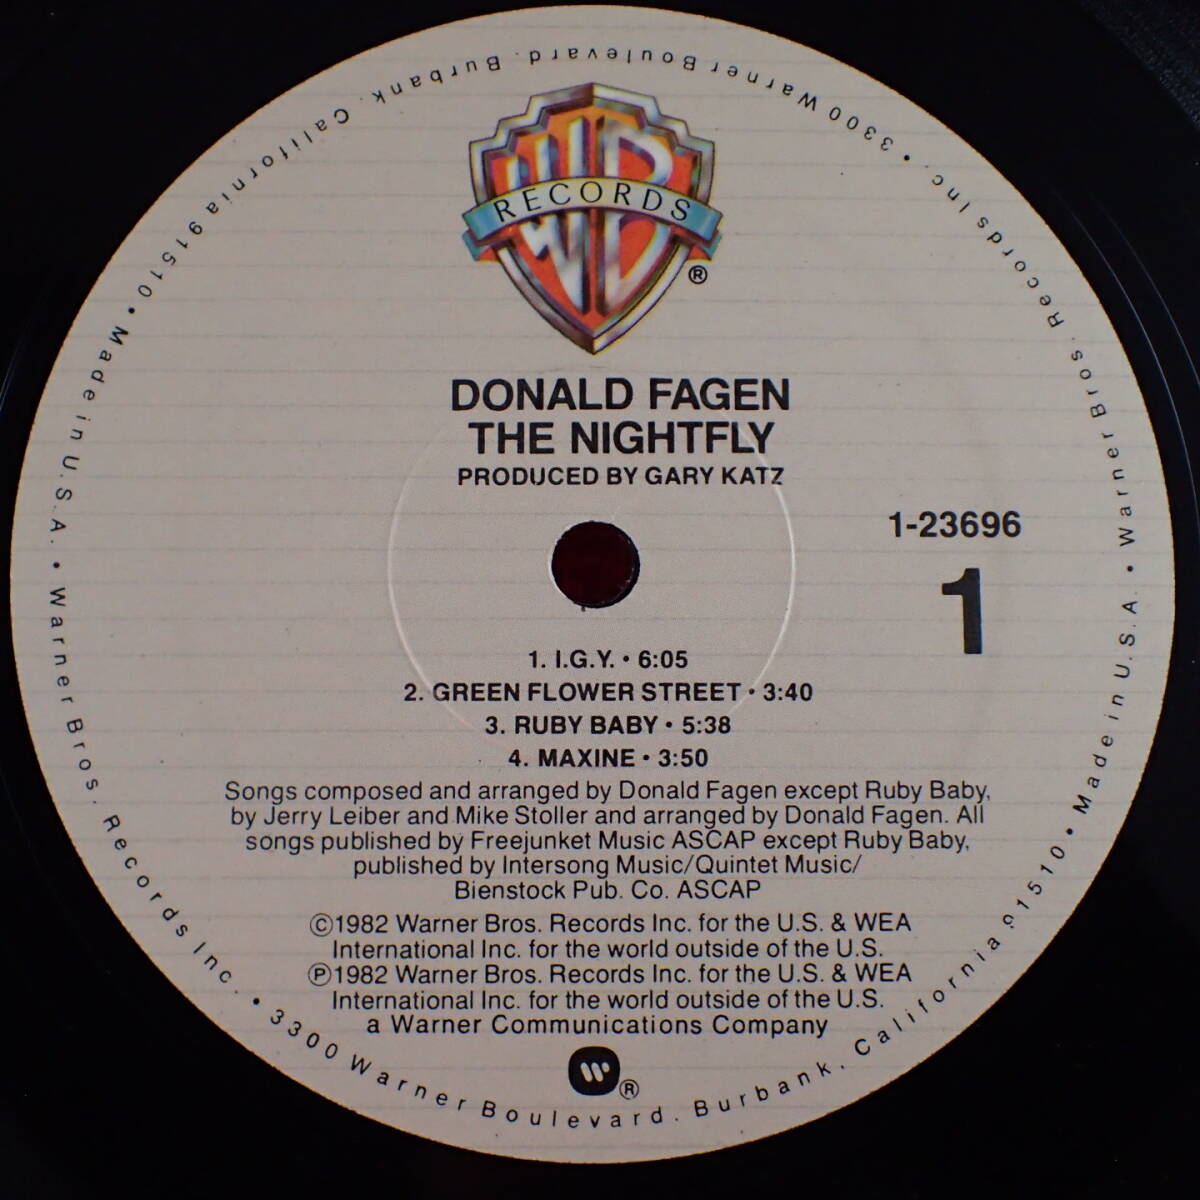 RECORDS
®
DONALD FAGEN
THE NIGHTFLY
PRODUCED BY GARY KATZ
1-23696
1
1. I.G.Y. • 6:05
2. GREEN FLOWER STREET • 3:40
3. RUBY BABY • 5:38
4. MAXINE • 3:50
Songs composed and arranged by Donald Fagen except Ruby Baby,
by Jerry Leiber and Mike Stoller and arranged by Donald Fagen. All
songs published by Freejunket Music ASCAP except Ruby Baby,
published by Intersong Music/Quintet Music/
Bienstock Pub. Co. ASCAP
©1982 Warner Bros. Records Inc. for the U.S. & WEA
International Inc. for the world outside of the U.S.
℗1982 Warner Bros. Records Inc. for the U.S. & WEA
International Inc. for the world outside of the U.S.
a Warner Communications Company
®
Warner Bros. Records Inc. • 3300 Warner Boulevard. Burbank, California 91510 • Made in U.S.A. • Warner Bros. Records Inc. • 3300 Warner Boulevard. Burbank, California 91510 • Made in U.S.A. •